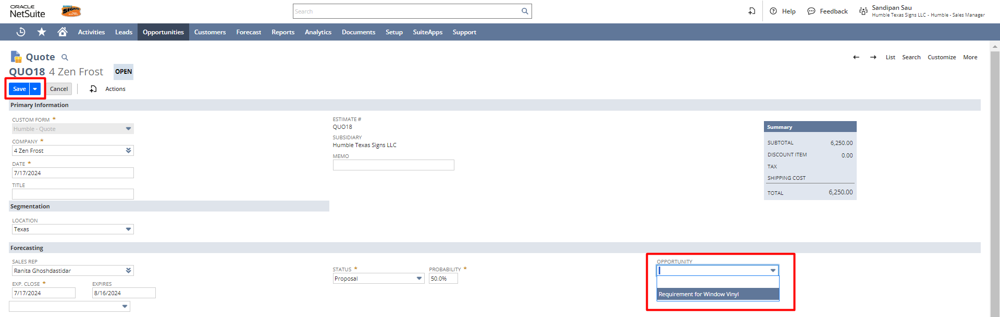 ORACLE
NetSuite
SIGNS
Search
Help
Feedback
Sandipan Sau
Humble Texas Signs LLC - Humble - Sales Manager
Activities Leads Opportunities Customers Forecast Reports Analytics Documents Setup SuiteApps Support
Quote
List Search Customize More
QUO18 4 Zen Frost OPEN
Save Cancel Actions
Primary Information
CUSTOM FORM *
Humble - Quote
COMPANY *
4 Zen Frost
DATE *
7/17/2024
TITLE
ESTIMATE #
QUO18
SUBSIDIARY
Humble Texas Signs LLC
MEMO
Summary
SUBTOTAL 6,250.00
DISCOUNT ITEM 0.00
TAX
SHIPPING COST
TOTAL 6,250.00
Segmentation
LOCATION
Texas
Forecasting
SALES REP
Ranita Ghoshdastidar
EXP. CLOSE * EXPIRES
7/17/2024 8/16/2024
STATUS * PROBABILITY *
Proposal 50.0%
OPPORTUNITY
Requirement for Window Vinyl